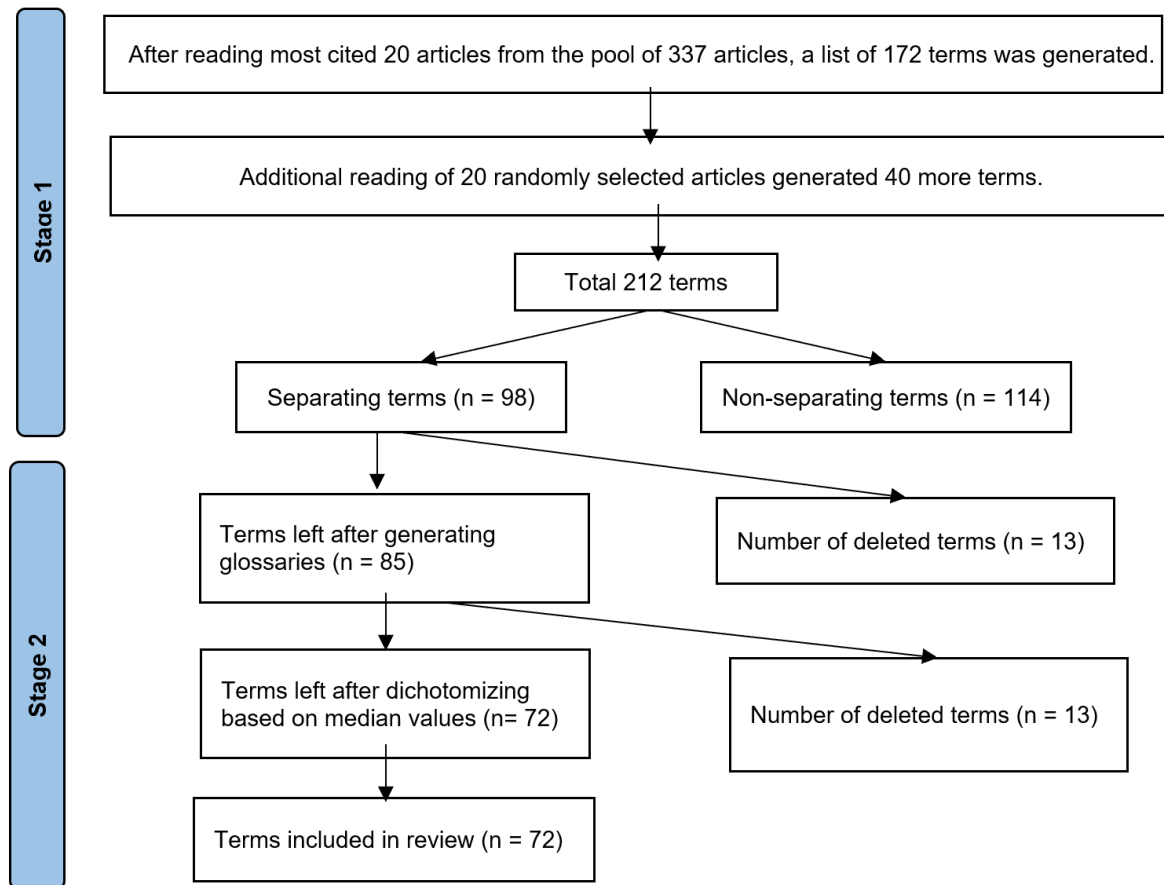 Stage 1
After reading most cited 20 articles from the pool of 337 articles, a list of 172 terms was generated.
Additional reading of 20 randomly selected articles generated 40 more terms.
Total 212 terms
Separating terms (n = 98)
Non-separating terms (n = 114)
Stage 2
Terms left after generating
glossaries (n = 85)
Number of deleted terms (n = 13)
Terms left after dichotomizing
based on median values (n= 72)
Number of deleted terms (n = 13)
Terms included in review (n = 72)